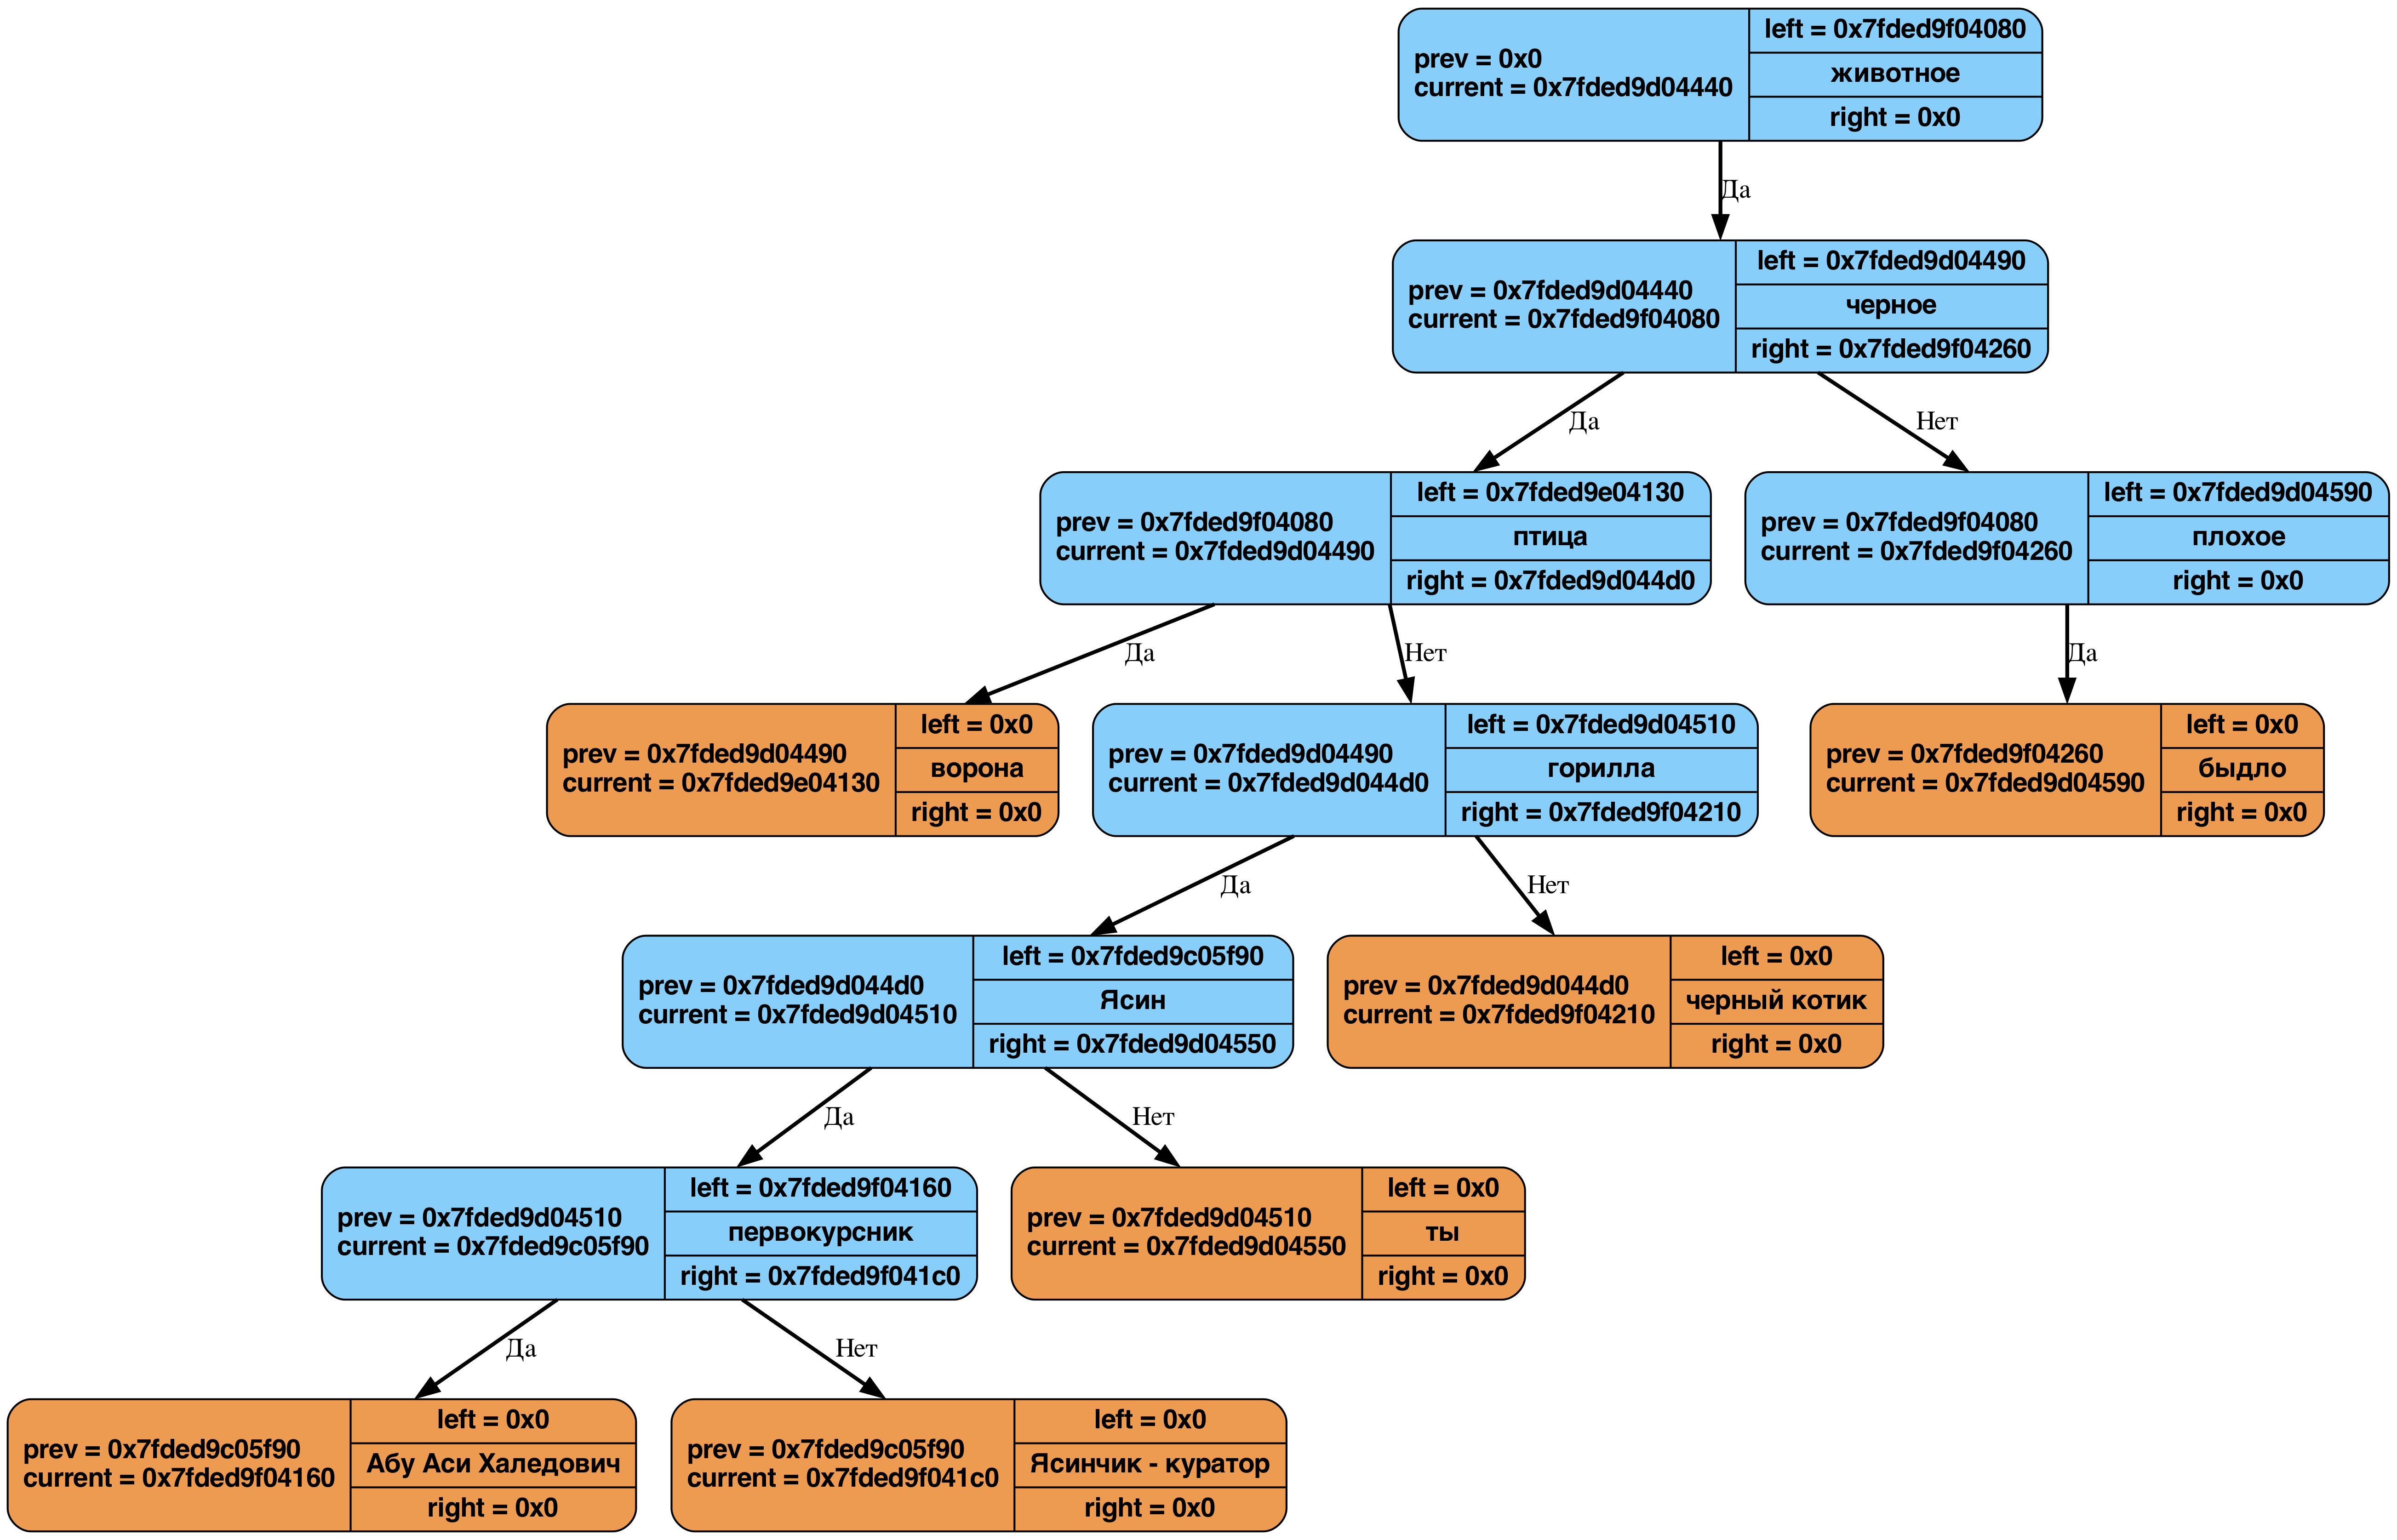 prev = 0x0
current = 0x7fded9d04440
left = 0x7fded9f04080
животное
right = 0x0
Да
prev = 0x7fded9d04440
current = 0x7fded9f04080
left = 0x7fded9d04490
черное
right = 0x7fded9f04260
Да
Нет
prev = 0x7fded9f04080
current = 0x7fded9d04490
left = 0x7fded9e04130
птица
right = 0x7fded9d044d0
prev = 0x7fded9f04080
current = 0x7fded9f04260
left = 0x7fded9d04590
плохое
right = 0x0
Да
Нет
Да
prev = 0x7fded9d04490
current = 0x7fded9e04130
left = 0x0
ворона
right = 0x0
prev = 0x7fded9d04490
current = 0x7fded9d044d0
left = 0x7fded9d04510
горилла
right = 0x7fded9f04210
prev = 0x7fded9f04260
current = 0x7fded9d04590
left = 0x0
быдло
right = 0x0
Да
Нет
prev = 0x7fded9d044d0
current = 0x7fded9d04510
left = 0x7fded9c05f90
Ясин
right = 0x7fded9d04550
prev = 0x7fded9d044d0
current = 0x7fded9f04210
left = 0x0
черный котик
right = 0x0
Да
Нет
prev = 0x7fded9d04510
current = 0x7fded9c05f90
left = 0x7fded9f04160
первокурсник
right = 0x7fded9f041c0
prev = 0x7fded9d04510
current = 0x7fded9d04550
left = 0x0
ты
right = 0x0
Да
Нет
prev = 0x7fded9c05f90
current = 0x7fded9f04160
left = 0x0
Абу Аси Халедович
right = 0x0
prev = 0x7fded9c05f90
current = 0x7fded9f041c0
left = 0x0
Ясинчик - куратор
right = 0x0